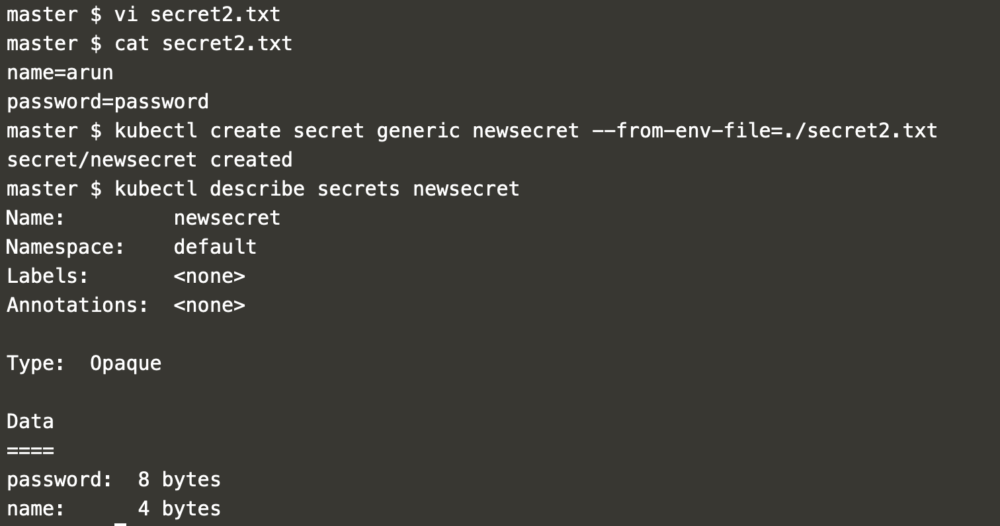 master $ vi secret2.txt
master $ cat secret2.txt
name=arun
password=password
master $ kubectl create secret generic newsecret --from-env-file=./secret2.txt
secret/newsecret created
master $ kubectl describe secrets newsecret
Name:         newsecret
Namespace:    default
Labels:       <none>
Annotations:  <none>

Type:  Opaque

Data
====
password:  8 bytes
name:      4 bytes